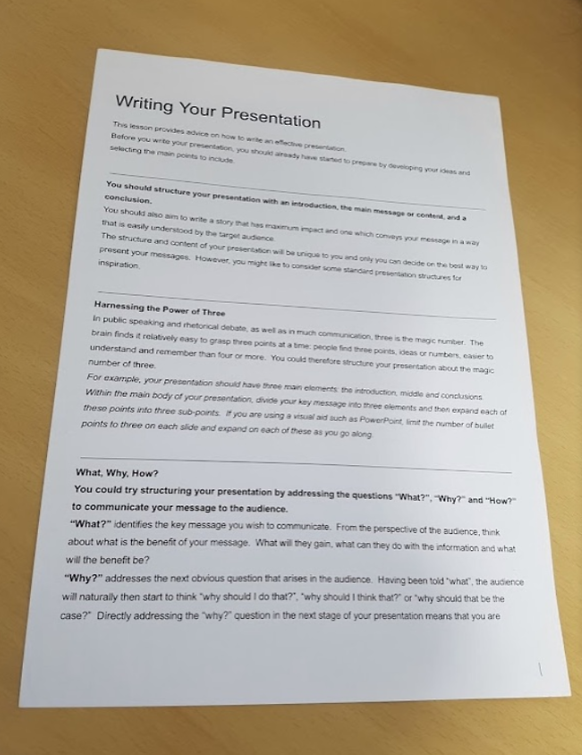 Writing Your Presentation
This lesson provides advice on how to write an effective presentation.
Before you write your presentation, you should already have started to prepare by developing your ideas and
selecting the main points to include.
You should structure your presentation with an introduction, the main message or content, and a
conclusion.
You should also aim to write a story that has maximum impact and one which conveys your message in a way
that is easily understood by the target audience.
The structure and content of your presentation will be unique to you and only you can decide on the best way to
present your messages. However, you might like to consider some standard presentation structures for
inspiration.
Harnessing the Power of Three
In public speaking and rhetorical debate, as well as in much communication, three is the magic number. The
brain finds it relatively easy to grasp three points at a time: people find three points, ideas or numbers, easier to
understand and remember than four or more. You could therefore structure your presentation about the magic
number of three.
For example, your presentation should have three main elements: the introduction, middle and conclusions.
Within the main body of your presentation, divide your key message into three elements and then expand each of
these points into three sub-points. If you are using a visual aid such as PowerPoint, limit the number of bullet
points to three on each slide and expand on each of these as you go along.
What, Why, How?
You could try structuring your presentation by addressing the questions "What?", "Why?" and "How?"
to communicate your message to the audience.
"What?" identifies the key message you wish to communicate. From the perspective of the audience, think
about what is the benefit of your message. What will they gain, what can they do with the information and what
will the benefit be?
"Why?" addresses the next obvious question that arises in the audience. Having been told "what", the audience
will naturally then start to think "why should I do that?", "why should I think that?" or "why should that be the
case?" Directly addressing the "why?" question in the next stage of your presentation means that you are